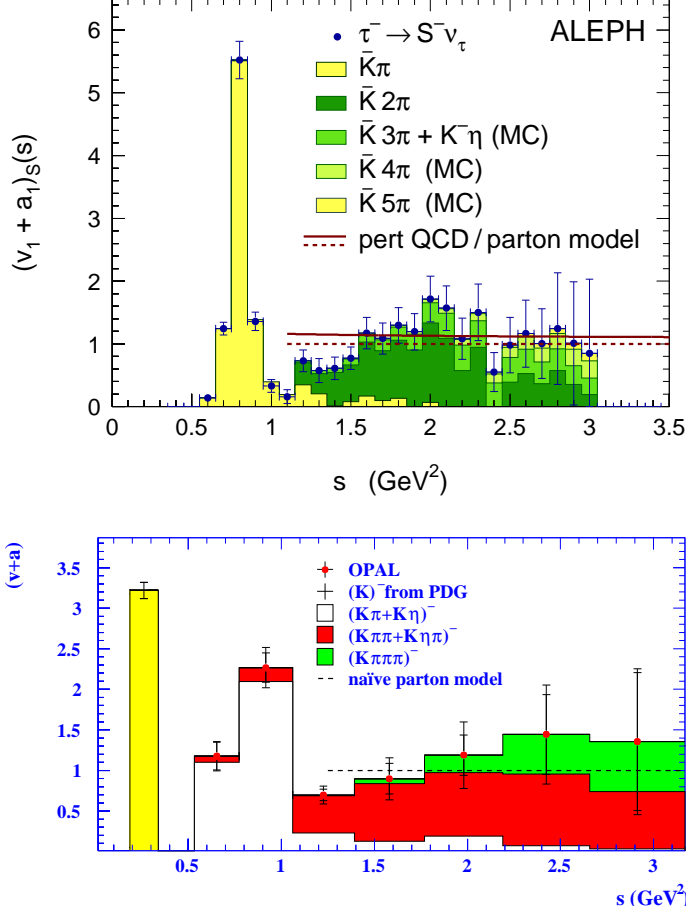 ALEPH
τ⁻ → S⁻ν_τ
K̄π
K̄ 2π
K̄ 3π + K⁻η (MC)
K̄ 4π (MC)
K̄ 5π (MC)
pert QCD / parton model
(v₁ + a₁)_S(s)
6
5
4
3
2
1
0
0 0.5 1 1.5 2 2.5 3 3.5
s (GeV²)
(v+a)
OPAL
(K)⁻ from PDG
(Kπ+Kη)⁻
(Kππ+Kηπ)⁻
(Kπππ)⁻
naïve parton model
3.5
3
2.5
2
1.5
1
0.5
0.5 1 1.5 2 2.5 3
s (GeV²)